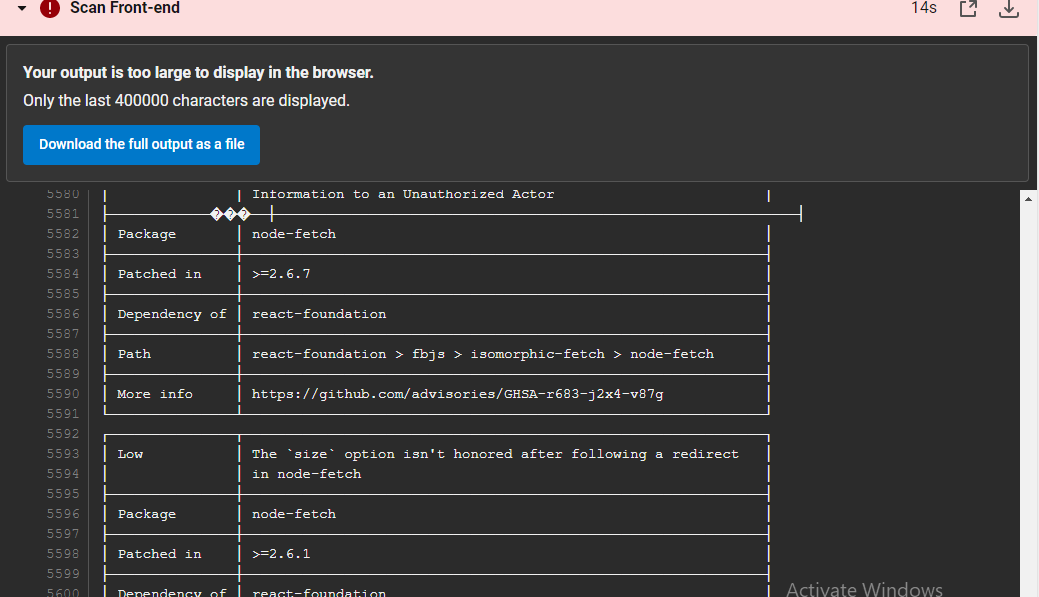 Scan Front-end 14s
Your output is too large to display in the browser.
Only the last 400000 characters are displayed.
Download the full output as a file
5580 Information to an Unauthorized Actor
5581 ���
5582 Package node-fetch
5583
5584 Patched in >=2.6.7
5585
5586 Dependency of react-foundation
5587
5588 Path react-foundation > fbjs > isomorphic-fetch > node-fetch
5589
5590 More info https://github.com/advisories/GHSA-r683-j2x4-v87g
5591
5592
5593 Low The `size` option isn't honored after following a redirect
5594 in node-fetch
5595
5596 Package node-fetch
5597
5598 Patched in >=2.6.1
5599
5600 Dependency of react-foundation
Activate Windows